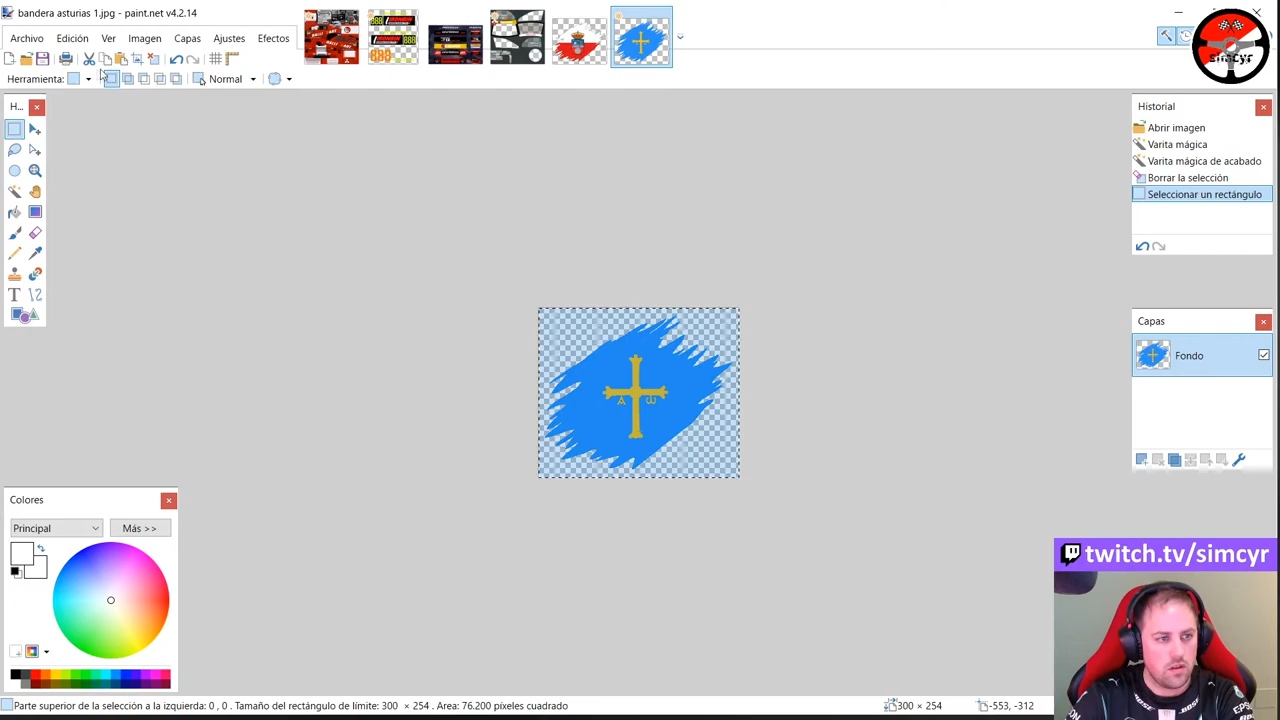 bandera asturias 1.jpg - paint.net v4.2.14
Archivo Edición Ver Imagen Ajustes Efectos
Herramienta: Normal
H...
Historial
Abrir imagen
Varita mágica
Varita mágica de acabado
Borrar la selección
Seleccionar un rectángulo
Capas
Fondo
Colores
Principal Más >>
SimCyr
twitch.tv/simcyr
Parte superior de la selección a la izquierda: 0 , 0 . Tamaño del rectángulo de límite: 300 × 254 . Área: 76.200 píxeles cuadrado
300 × 254
-553, -312